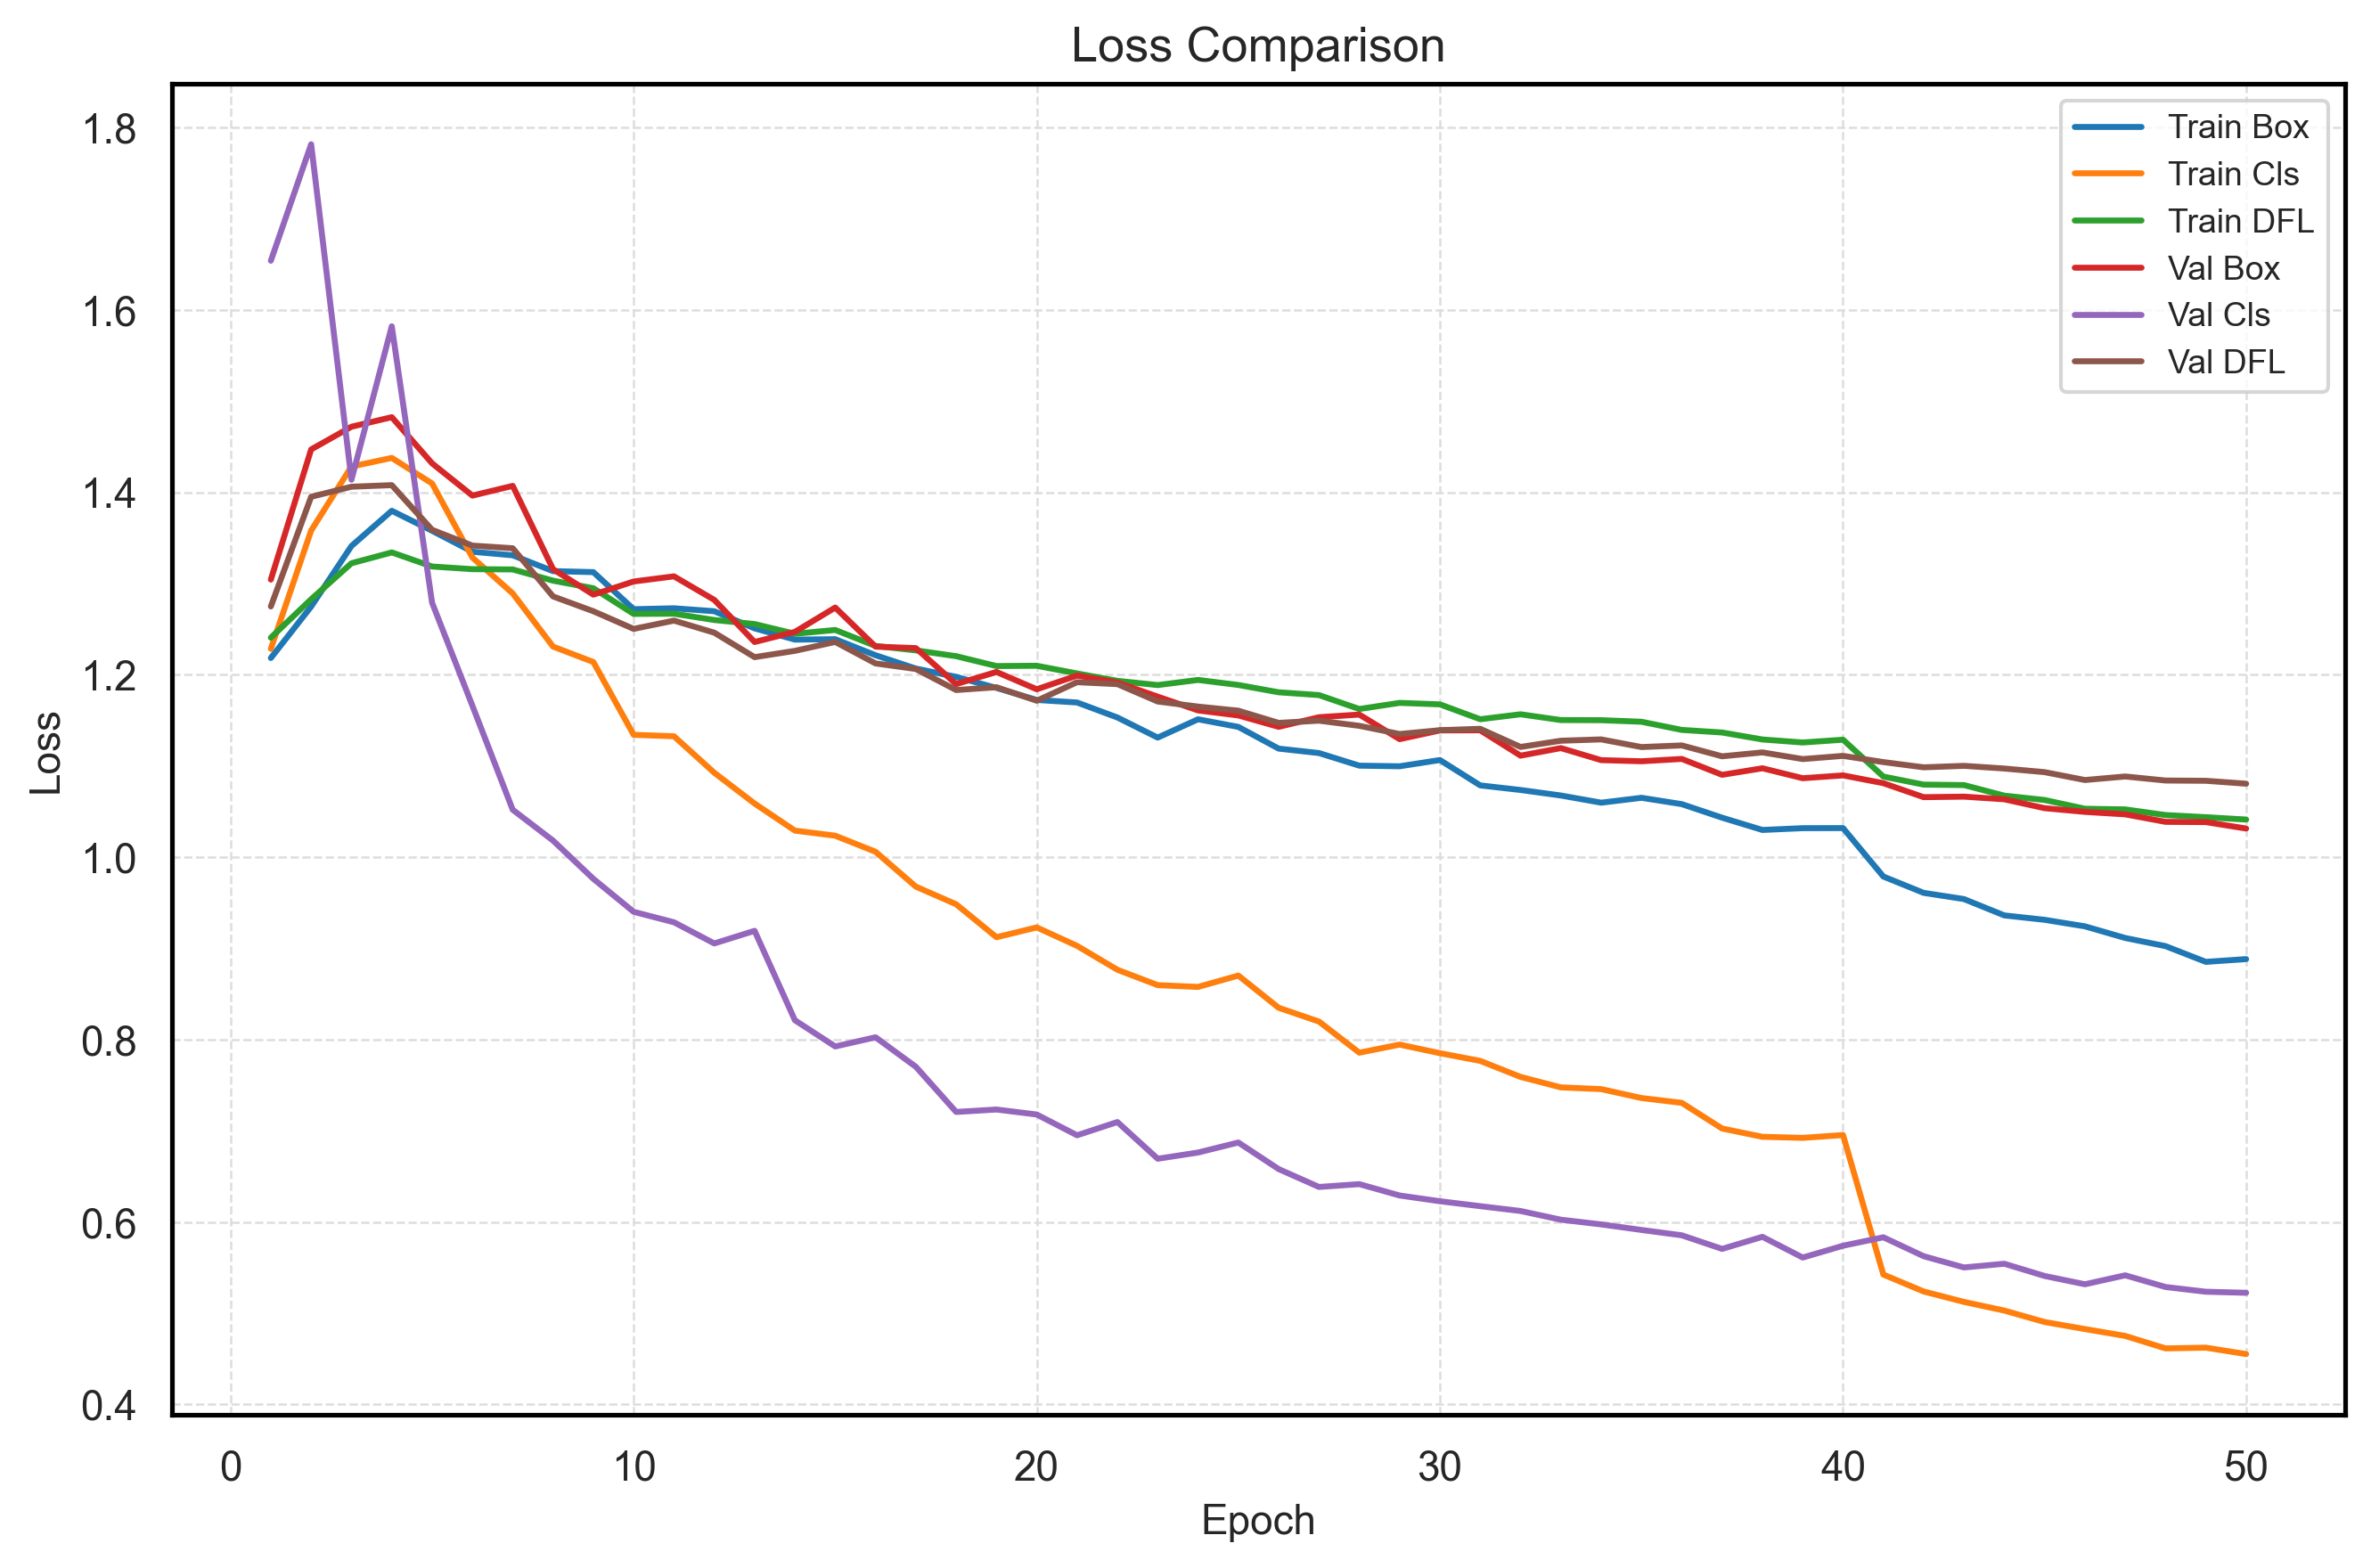 Loss Comparison
1.8
1.6
1.4
1.2
1.0
0.8
0.6
0.4
Loss
0 10 20 30 40 50
Epoch
Train Box
Train Cls
Train DFL
Val Box
Val Cls
Val DFL